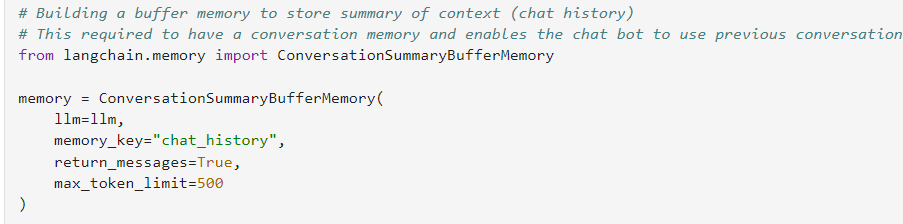 # Building a buffer memory to store summary of context (chat history)
# This required to have a conversation memory and enables the chat bot to use previous conversation
from langchain.memory import ConversationSummaryBufferMemory

memory = ConversationSummaryBufferMemory(
    llm=llm,
    memory_key="chat_history",
    return_messages=True,
    max_token_limit=500
)